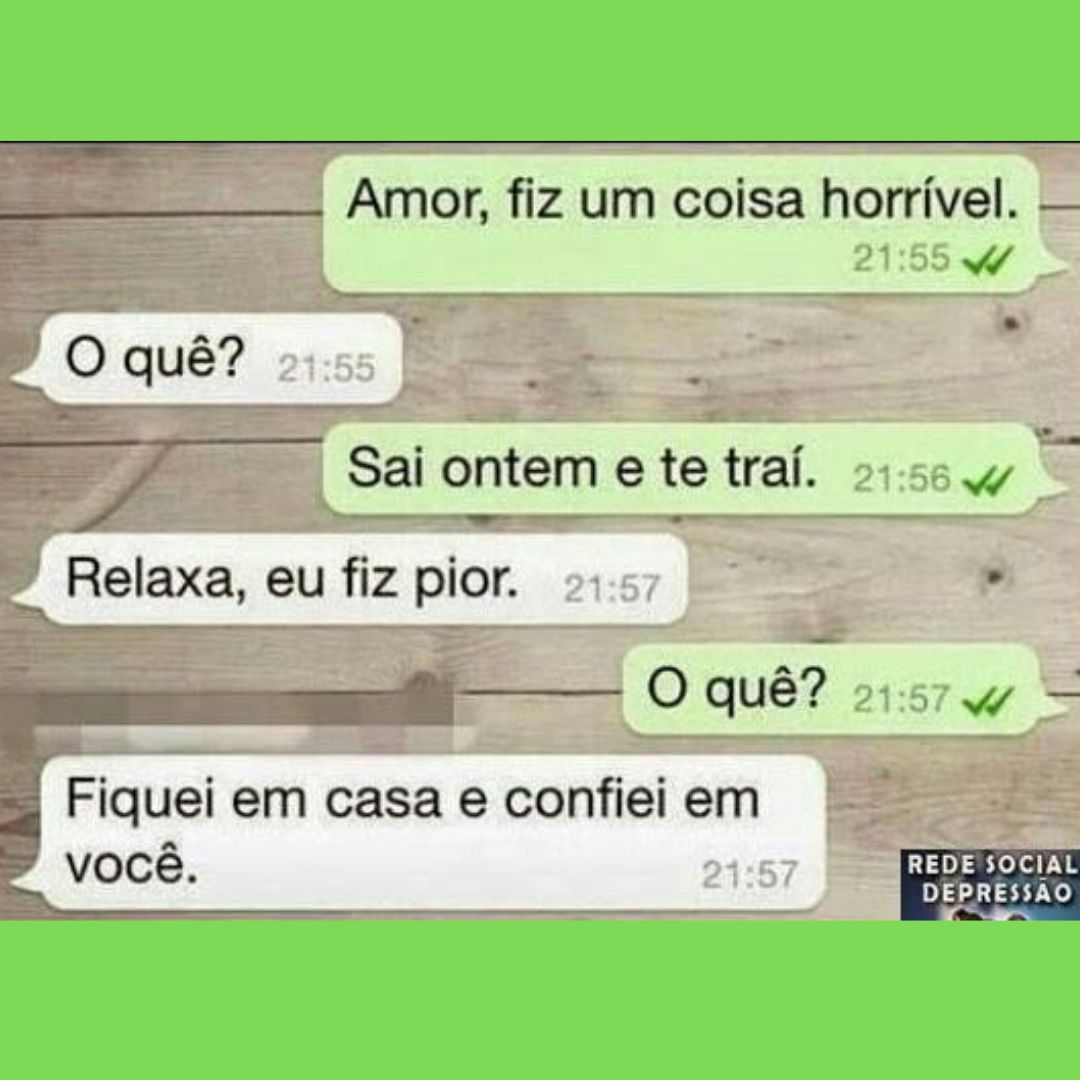 Amor, fiz um coisa horrível.
21:55
O quê? 21:55
Sai ontem e te traí. 21:56
Relaxa, eu fiz pior. 21:57
O quê? 21:57
Fiquei em casa e confiei em
você. 21:57
REDE SOCIAL
DEPRESSÃO